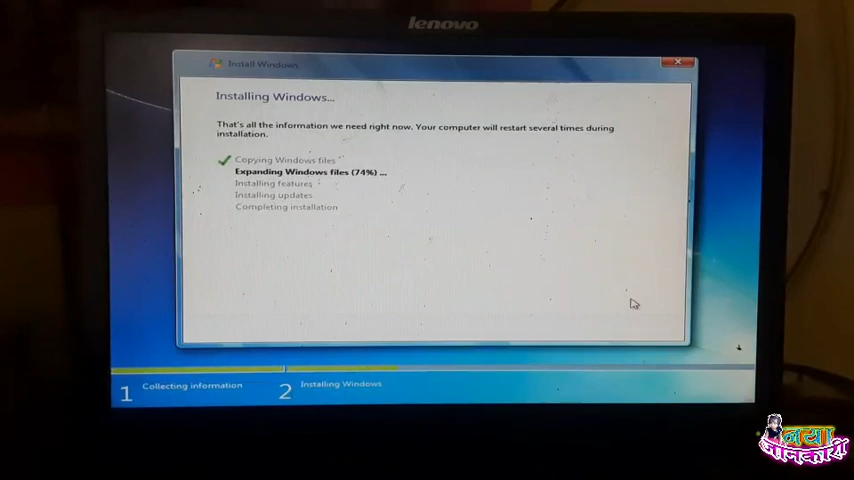 lenovo
Install Windows
Installing Windows...
That's all the information we need right now. Your computer will restart several times during
installation.
Copying Windows files
Expanding Windows files (74%) ...
Installing features
Installing updates
Completing installation
1 Collecting information
2 Installing Windows
नया
जानकारी